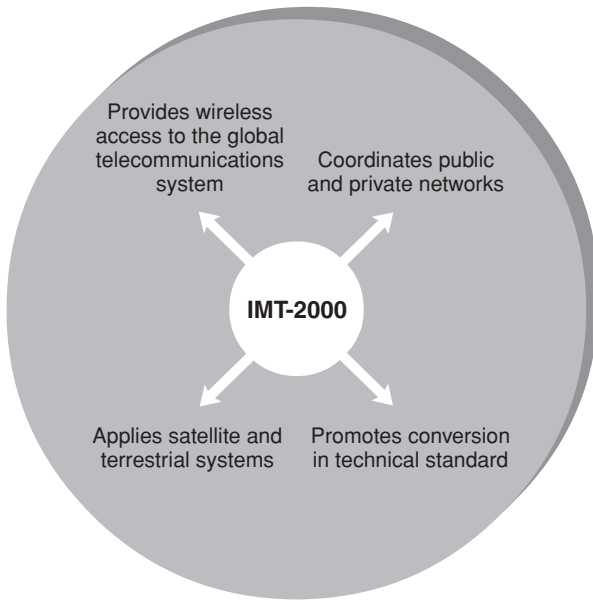 Provides wireless
access to the global
telecommunications
system
Coordinates public
and private networks
IMT-2000
Applies satellite and
terrestrial systems
Promotes conversion
in technical standard